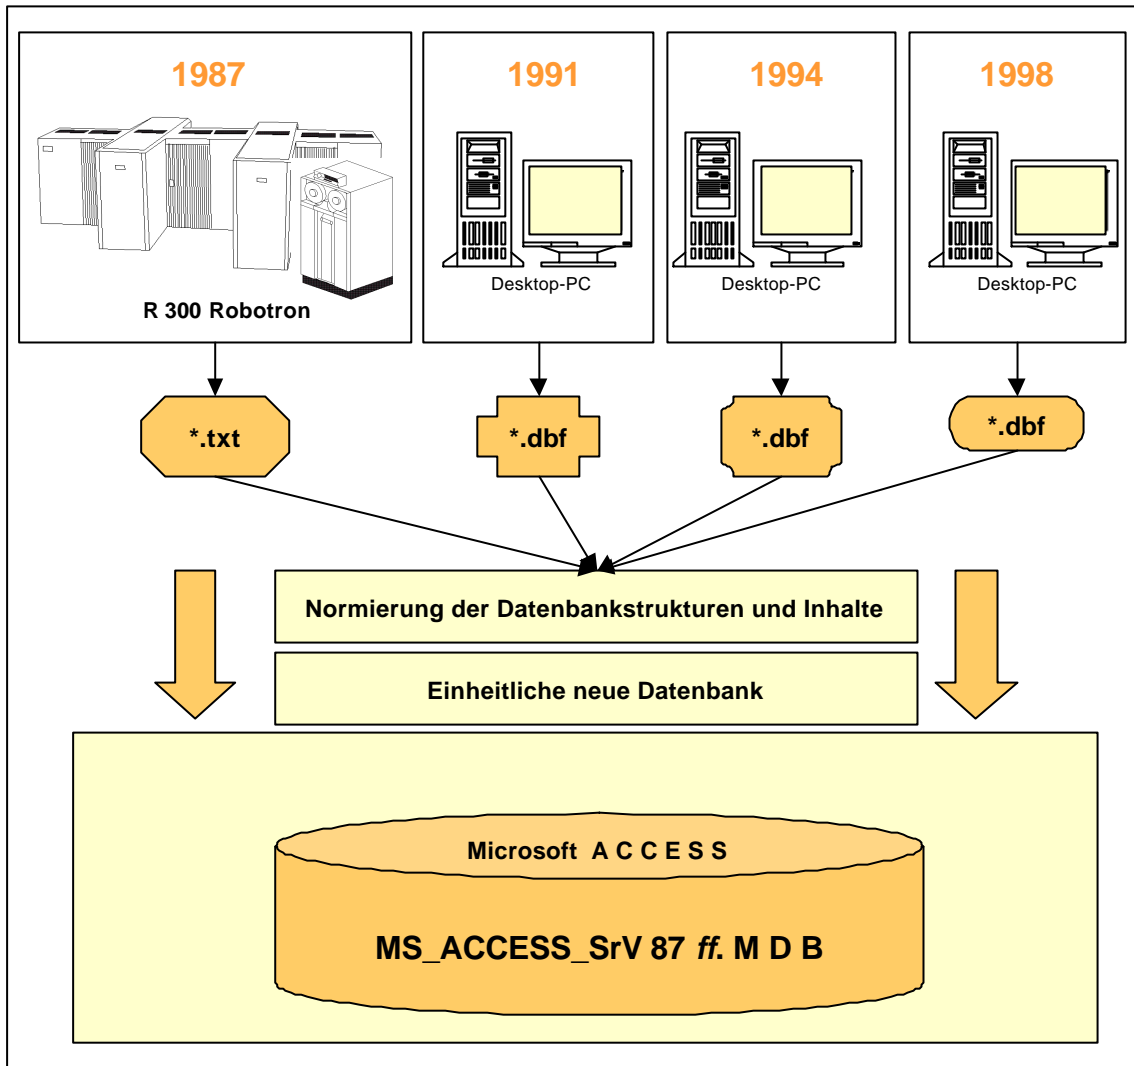 1987
1991
1994
1998
R 300 Robotron
Desktop-PC
Desktop-PC
Desktop-PC
*.txt
*.dbf
*.dbf
*.dbf
Normierung der Datenbankstrukturen und Inhalte
Einheitliche neue Datenbank
Microsoft A C C E S S
MS_ACCESS_SrV 87 ff. M D B